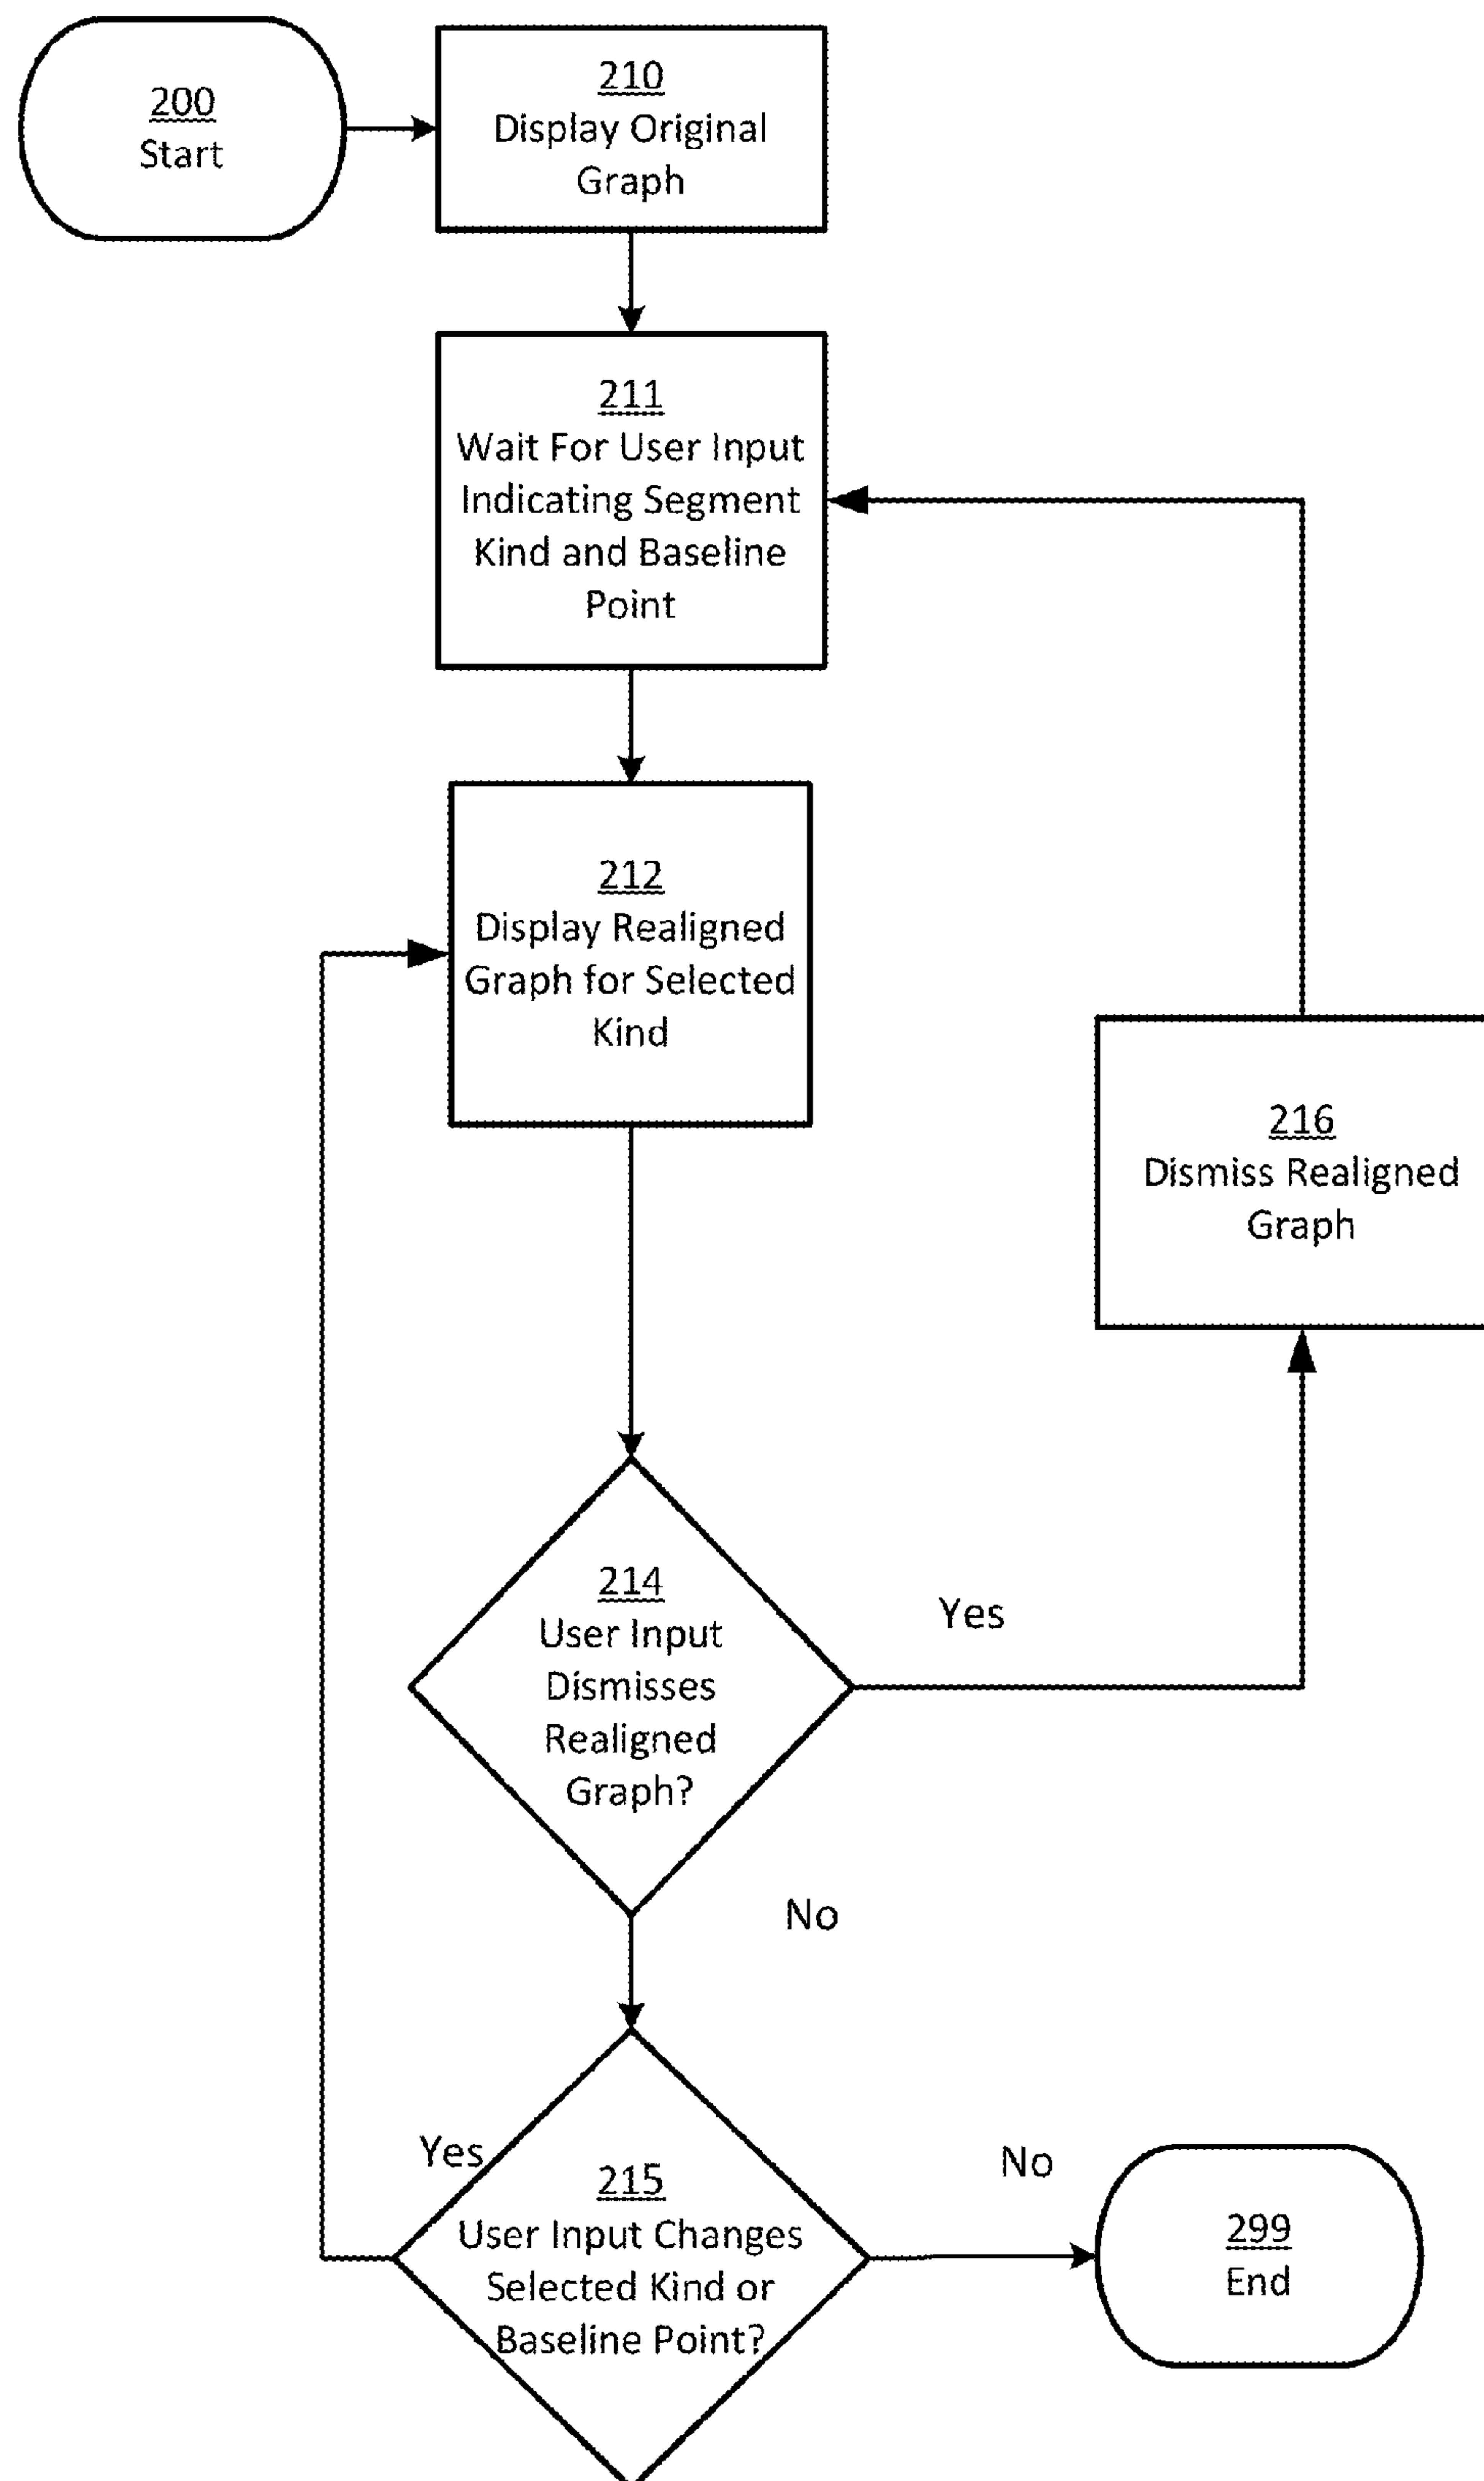 200
Start
210
Display Original
Graph
211
Wait For User Input
Indicating Segment
Kind and Baseline
Point
212
Display Realigned
Graph for Selected
Kind
216
Dismiss Realigned
Graph
214
User Input
Dismisses
Realigned
Graph?
Yes
No
Yes
215
User Input Changes
Selected Kind or
Baseline Point?
No
299
End